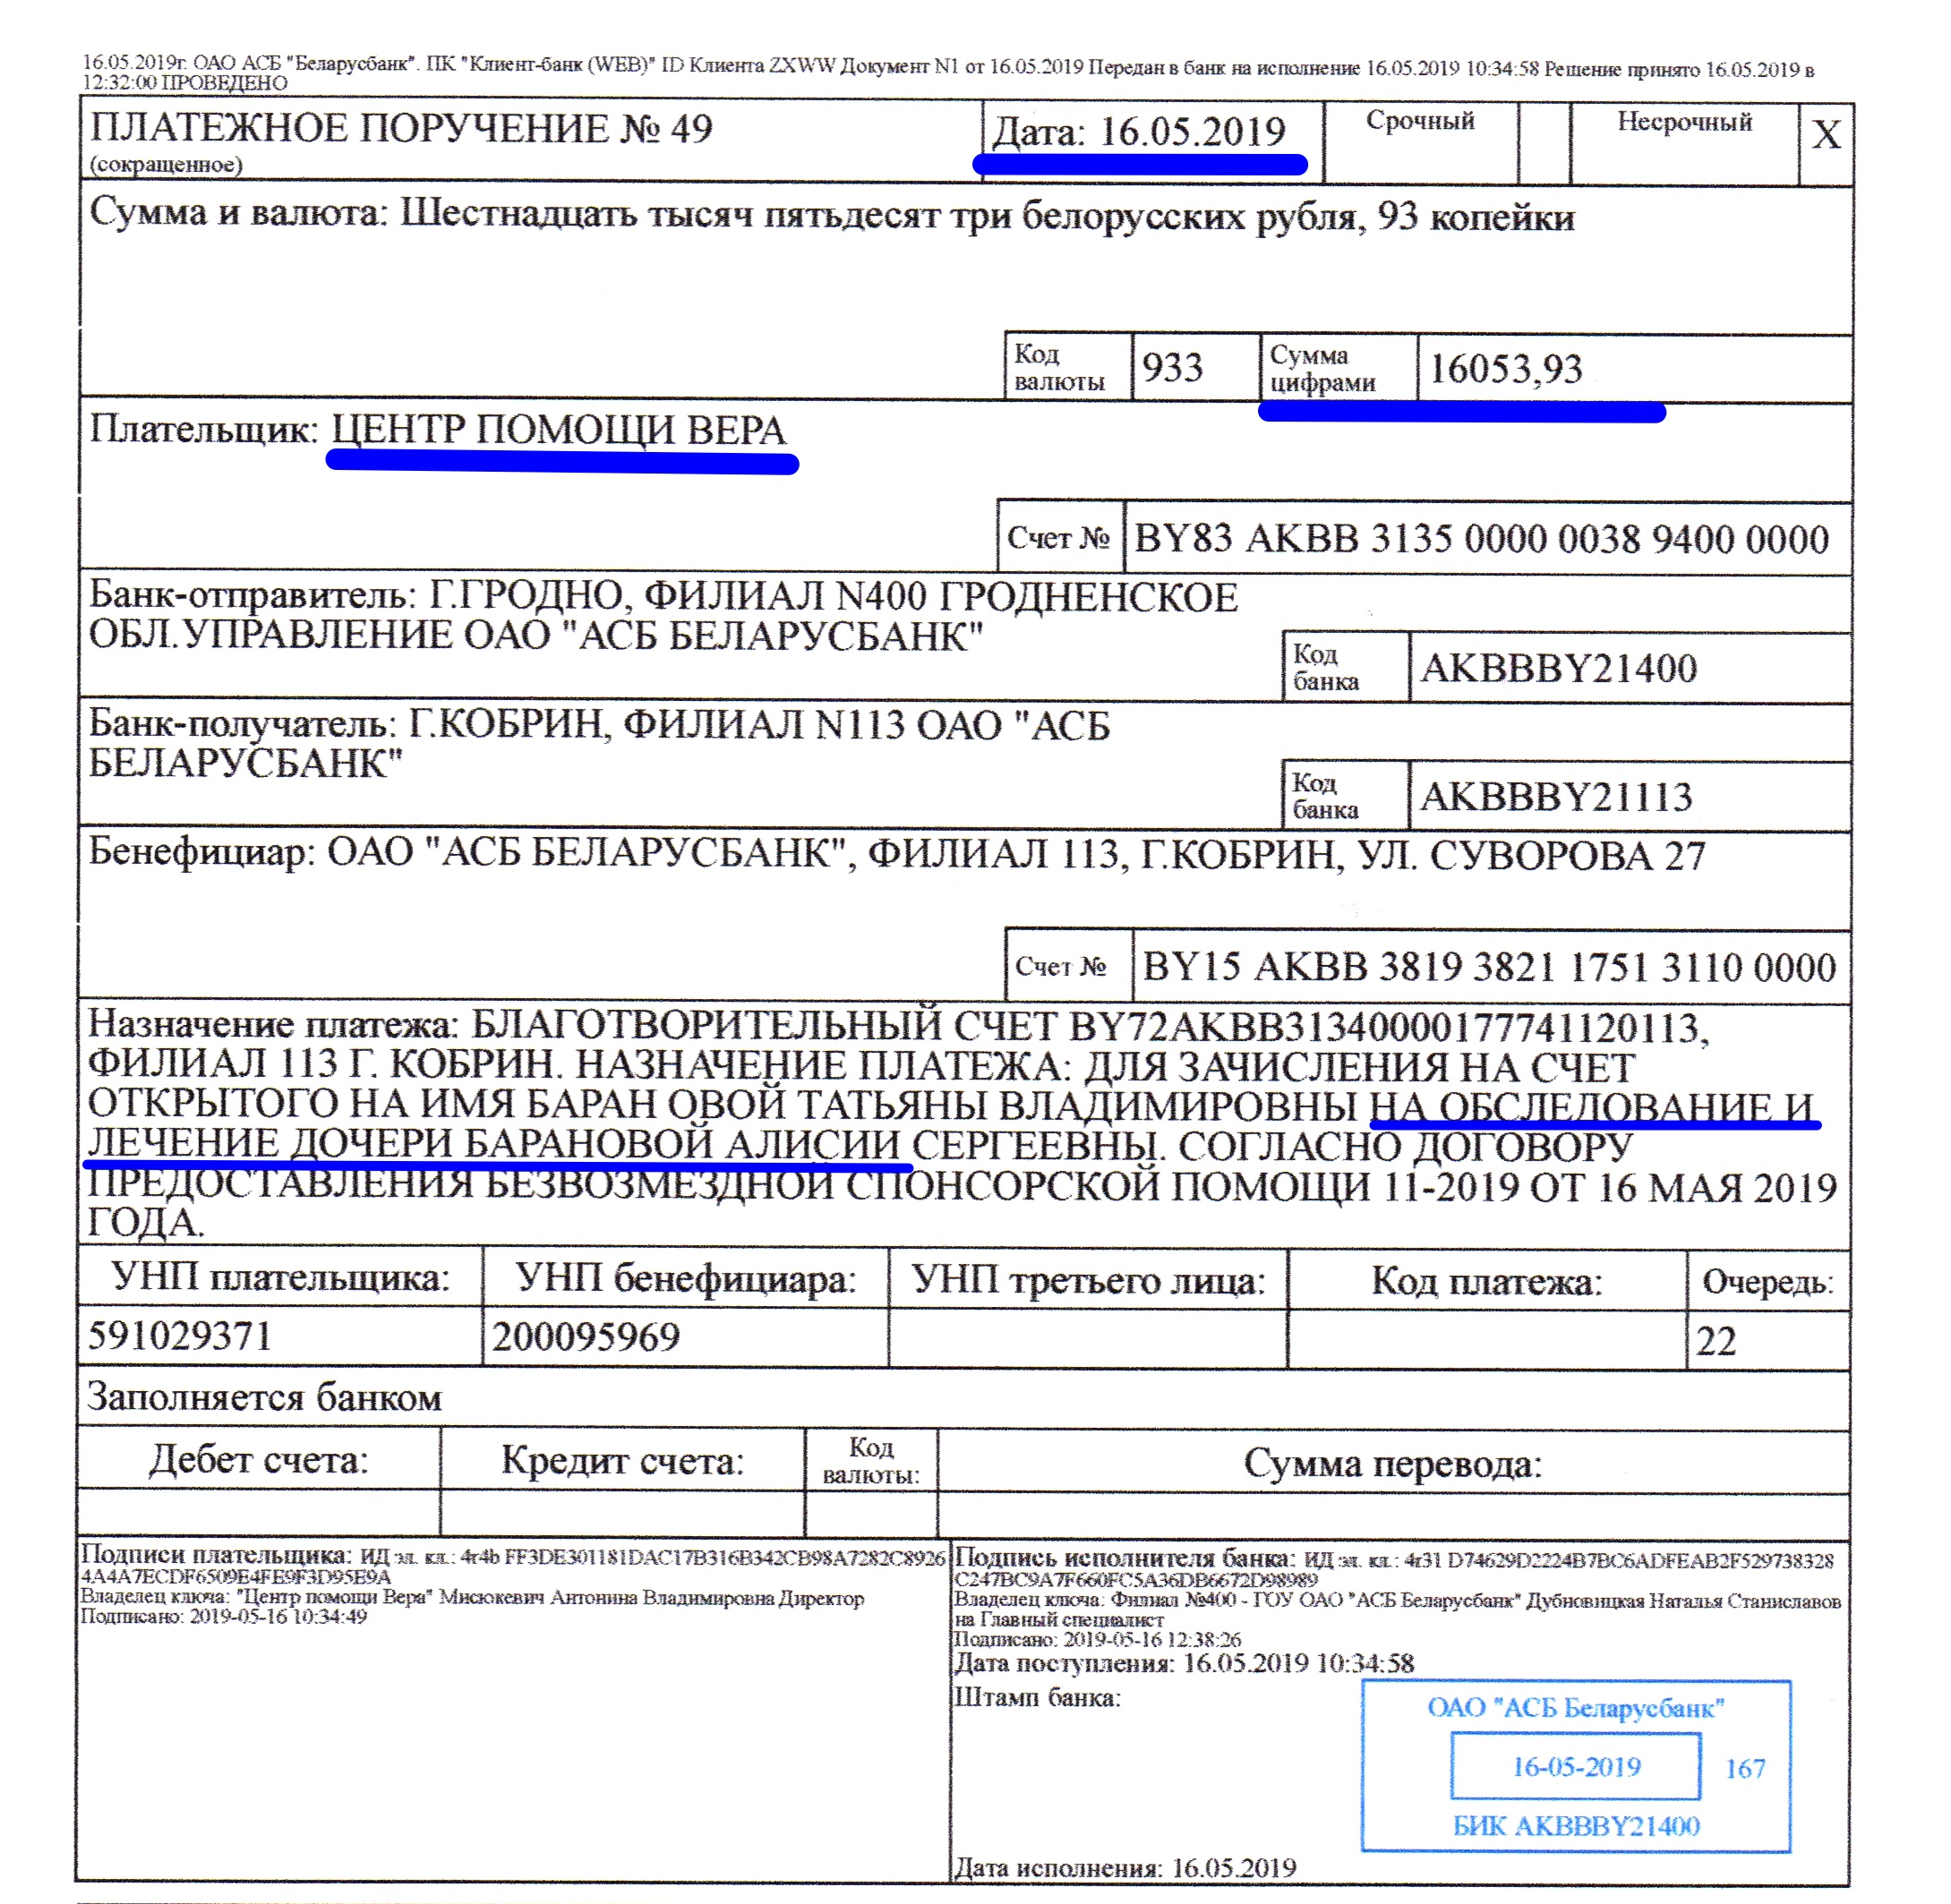 16.05.2019г. ОАО АСБ "Беларусбанк". ПК "Клиент-банк (WEB)" ID Клиента ZXWW Документ N1 от 16.05.2019 Передан в банк на исполнение 16.05.2019 10:34:58 Решение принято 16.05.2019 в
12:32:00 ПРОВЕДЕНО
ПЛАТЕЖНОЕ ПОРУЧЕНИЕ № 49 Дата: 16.05.2019 Срочный Несрочный X
(сокращенное)
Сумма и валюта: Шестнадцать тысяч пятьдесят три белорусских рубля, 93 копейки
Код валюты 933 Сумма цифрами 16053,93
Плательщик: ЦЕНТР ПОМОЩИ ВЕРА
Счет № BY83 AKBB 3135 0000 0038 9400 0000
Банк-отправитель: Г.ГРОДНО, ФИЛИАЛ N400 ГРОДНЕНСКОЕ
ОБЛ.УПРАВЛЕНИЕ ОАО "АСБ БЕЛАРУСБАНК"
Код банка AKBBBY21400
Банк-получатель: Г.КОБРИН, ФИЛИАЛ N113 ОАО "АСБ
БЕЛАРУСБАНК"
Код банка AKBBBY21113
Бенефициар: ОАО "АСБ БЕЛАРУСБАНК", ФИЛИАЛ 113, Г.КОБРИН, УЛ. СУВОРОВА 27
Счет № BY15 AKBB 3819 3821 1751 3110 0000
Назначение платежа: БЛАГОТВОРИТЕЛЬНЫЙ СЧЕТ BY72AKBB31340000177741120113,
ФИЛИАЛ 113 Г. КОБРИН. НАЗНАЧЕНИЕ ПЛАТЕЖА: ДЛЯ ЗАЧИСЛЕНИЯ НА СЧЕТ
ОТКРЫТОГО НА ИМЯ БАРАН ОВОЙ ТАТЬЯНЫ ВЛАДИМИРОВНЫ НА ОБСЛЕДОВАНИЕ И
ЛЕЧЕНИЕ ДОЧЕРИ БАРАНОВОЙ АЛИСИИ СЕРГЕЕВНЫ. СОГЛАСНО ДОГОВОРУ
ПРЕДОСТАВЛЕНИЯ БЕЗВОЗМЕЗДНОЙ СПОНСОРСКОЙ ПОМОЩИ 11-2019 ОТ 16 МАЯ 2019
ГОДА.
УНП плательщика: УНП бенефициара: УНП третьего лица: Код платежа: Очередь:
591029371 200095969 22
Заполняется банком
Дебет счета: Кредит счета: Код валюты: Сумма перевода:
Подписи плательщика: ИД эл. кл.: 4r4b FF3DE301181DAC17B316B342CB98A7282C8926
4A4A7ECDF6509E4FE9F3D95E9A
Владелец ключа: "Центр помощи Вера" Мисюкевич Антонина Владимировна Директор
Подписано: 2019-05-16 10:34:49
Подпись исполнителя банка: ИД эл. кл.: 4r31 D74629D2224B7BC6ADFEAB2F529738328
C247BC9A7F660FC5A36DB6672D98989
Владелец ключа: Филиал №400 - ГОУ ОАО "АСБ Беларусбанк" Дубновицкая Наталья Станиславов
на Главный специалист
Подписано: 2019-05-16 12:38:26
Дата поступления: 16.05.2019 10:34:58
Штамп банка:
ОАО "АСБ Беларусбанк"
16-05-2019 167
БИК AKBBBY21400
Дата исполнения: 16.05.2019